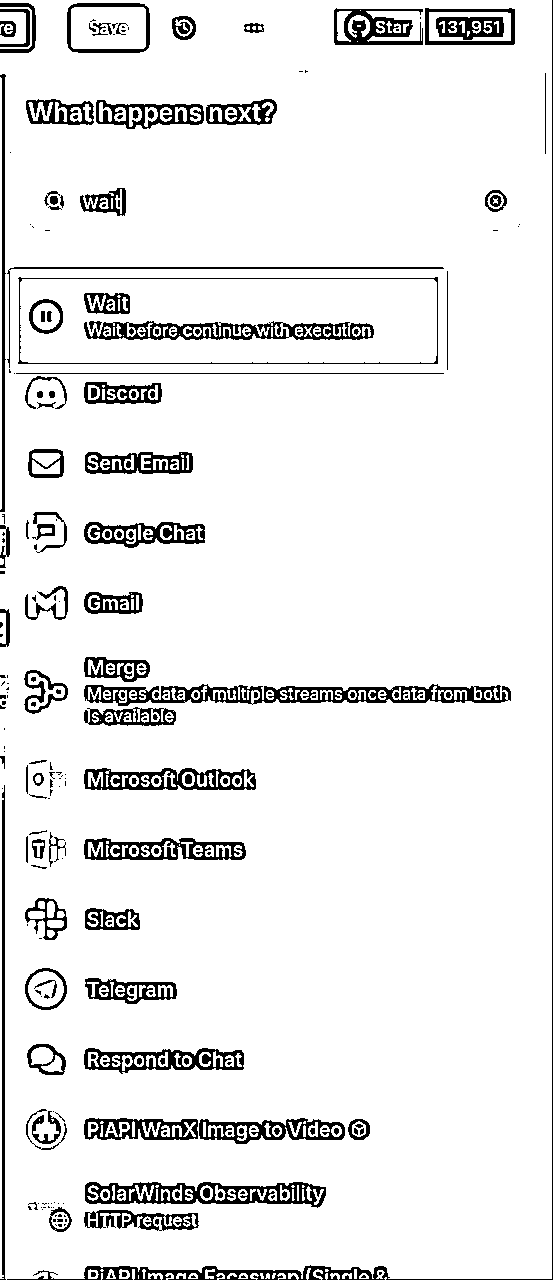 Save
Star
131,951
What happens next?
wait
Wait
Wait before continue with execution
Discord
Send Email
Google Chat
Gmail
Merge
Merges data of multiple streams once data from both
is available
Microsoft Outlook
Microsoft Teams
Slack
Telegram
Respond to Chat
PiAPI WanX Image to Video
SolarWinds Observability
HTTP request
PiAPI Image Faceswap (Single &